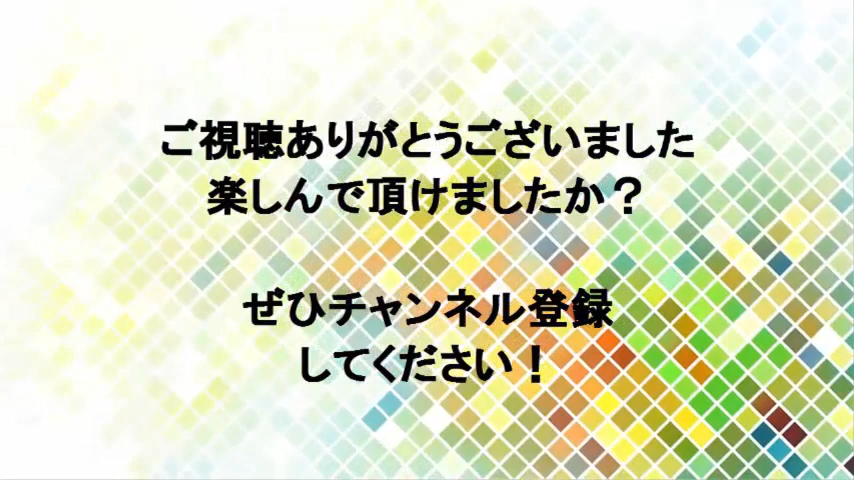 ご視聴ありがとうございました
楽しんで頂けましたか？
ぜひチャンネル登録
してください！